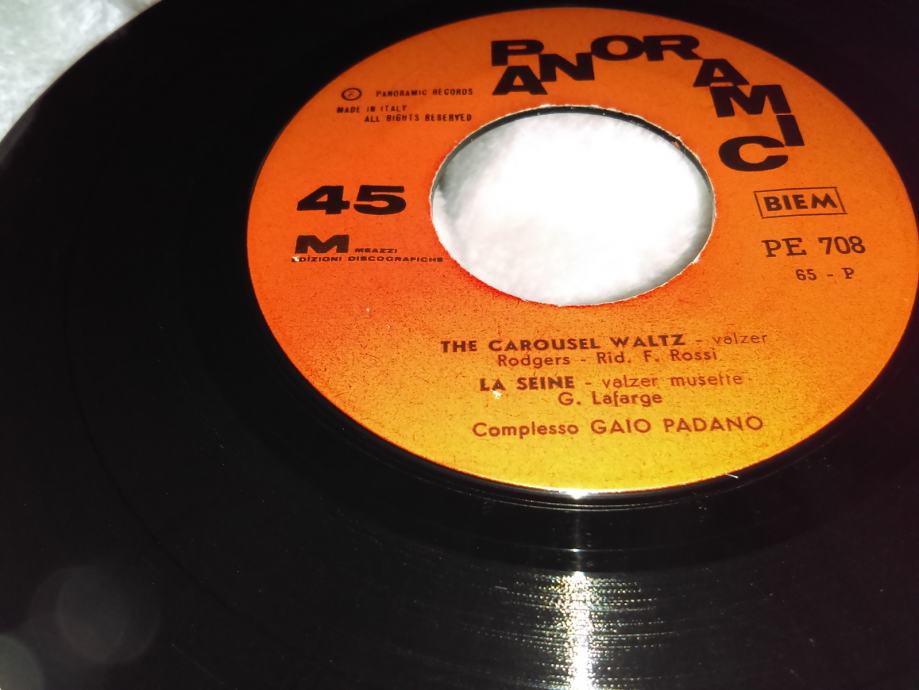 PANORAMIC
Ⓟ PANORAMIC RECORDS
MADE IN ITALY
ALL RIGHTS RESERVED
45
M MEAZZI
EDIZIONI DISCOGRAFICHE
BIEM
PE 708
65 - P
THE CAROUSEL WALTZ - valzer
Rodgers - Rid. F. Rossi
LA SEINE - valzer musette
G. Lafarge
Complesso GAIO PADANO